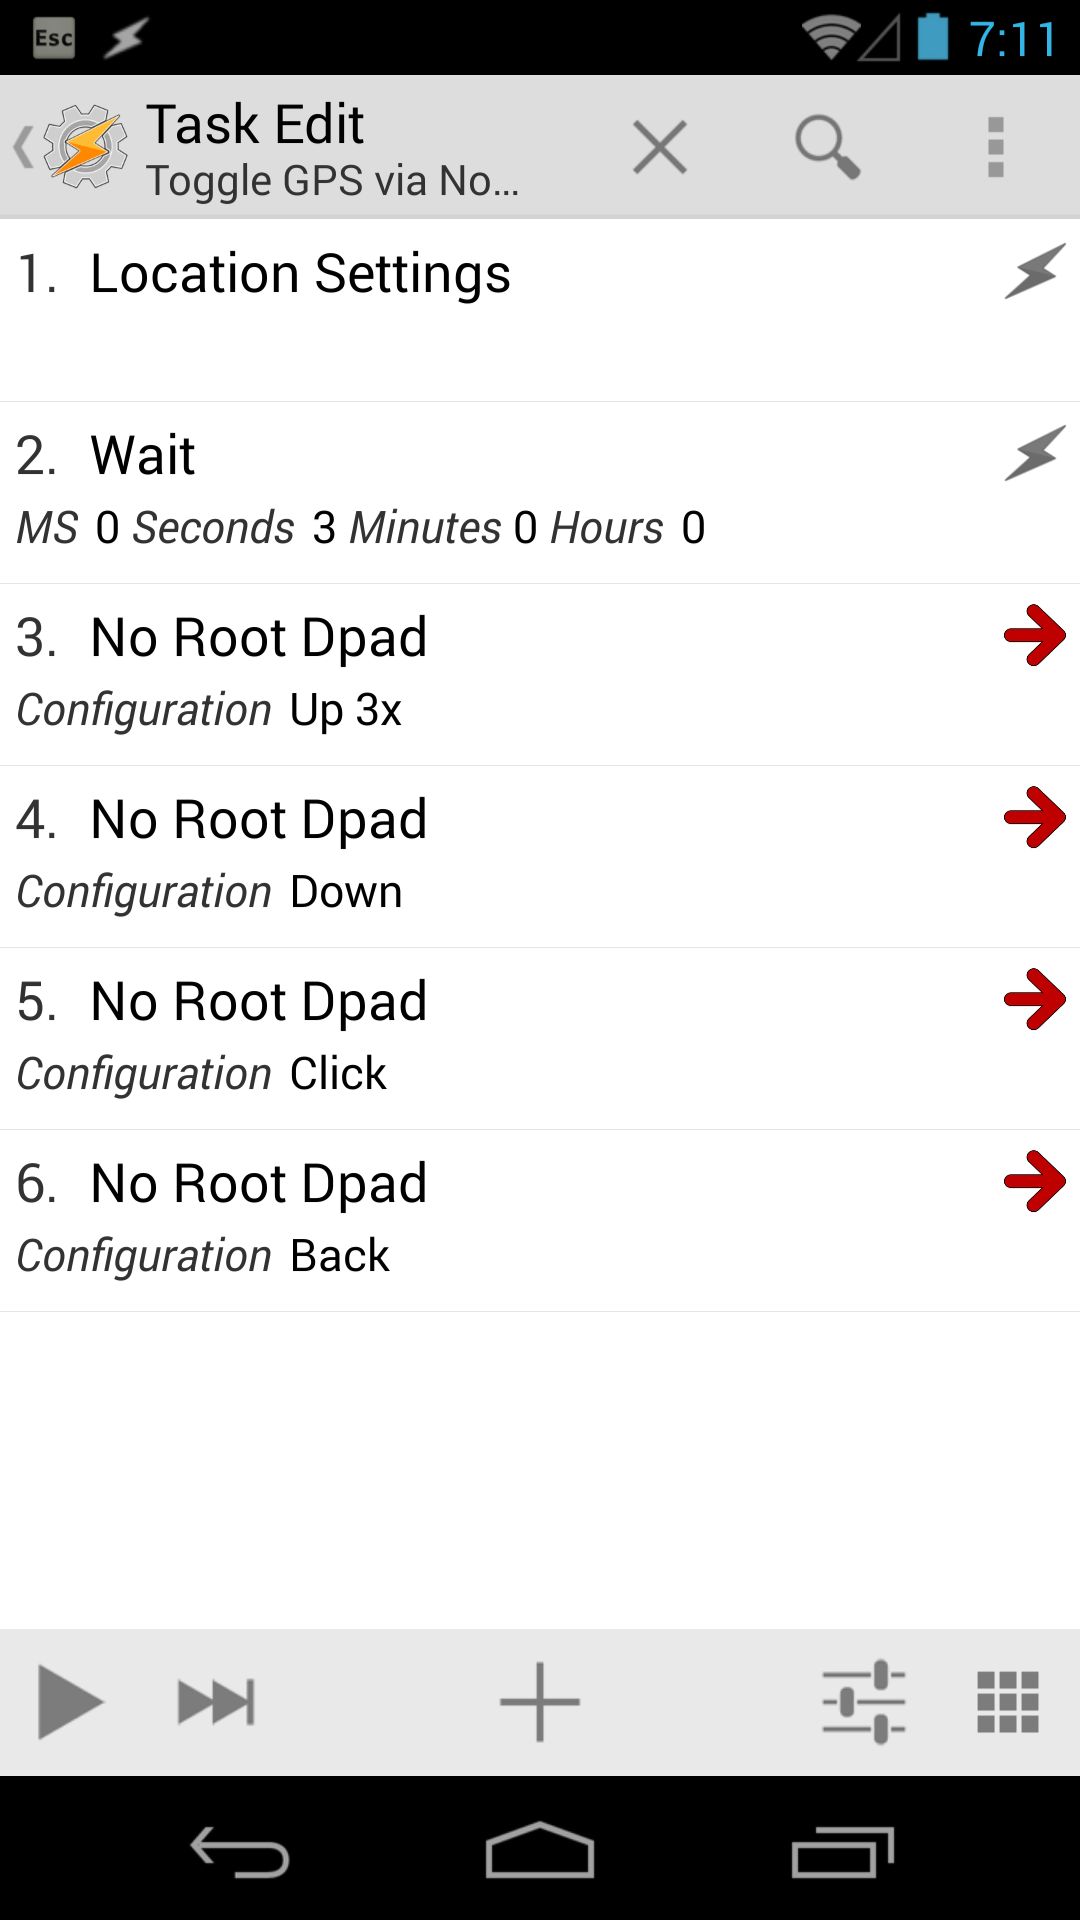 Esc 7:11
Task Edit
Toggle GPS via No...
1. Location Settings
2. Wait
MS 0 Seconds 3 Minutes 0 Hours 0
3. No Root Dpad
Configuration Up 3x
4. No Root Dpad
Configuration Down
5. No Root Dpad
Configuration Click
6. No Root Dpad
Configuration Back